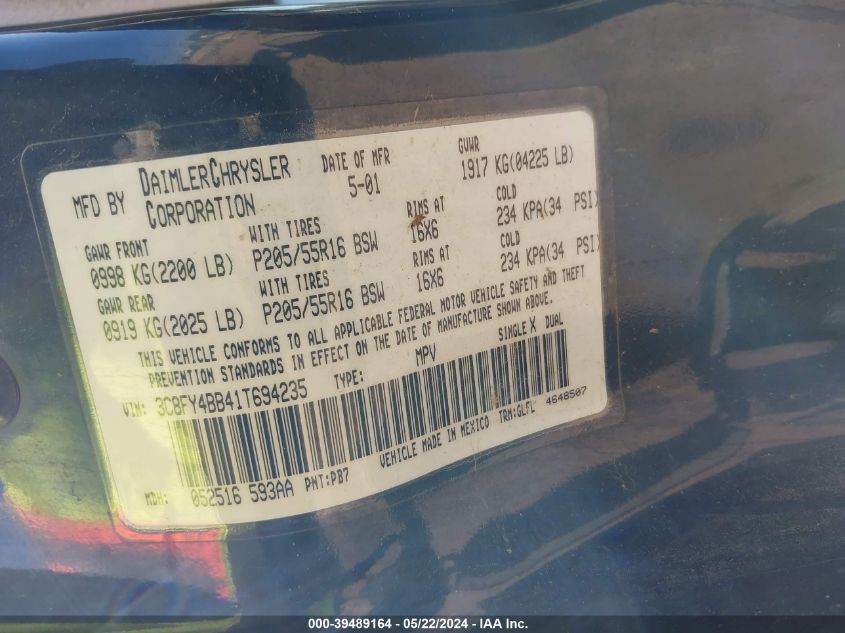 MFD BY DAIMLERCHRYSLER CORPORATION
DATE OF MFR 5-01
GVWR 1917 KG(04225 LB)
GAWR FRONT WITH TIRES RIMS AT COLD
0998 KG(2200 LB) P205/55R16 BSW 16X6 234 KPA(34 PSI)
GAWR REAR WITH TIRES RIMS AT COLD
0919 KG(2025 LB) P205/55R16 BSW 16X6 234 KPA(34 PSI)
THIS VEHICLE CONFORMS TO ALL APPLICABLE FEDERAL MOTOR VEHICLE SAFETY AND THEFT
PREVENTION STANDARDS IN EFFECT ON THE DATE OF MANUFACTURE SHOWN ABOVE.
VIN: 3C8FY4BB41T694235 TYPE: MPV SINGLE X DUAL
MDH: 052516 593AA PNT:PB7 VEHICLE MADE IN MEXICO TRM:GLFL 4648507
000-39489164 - 05/22/2024 - IAA Inc.